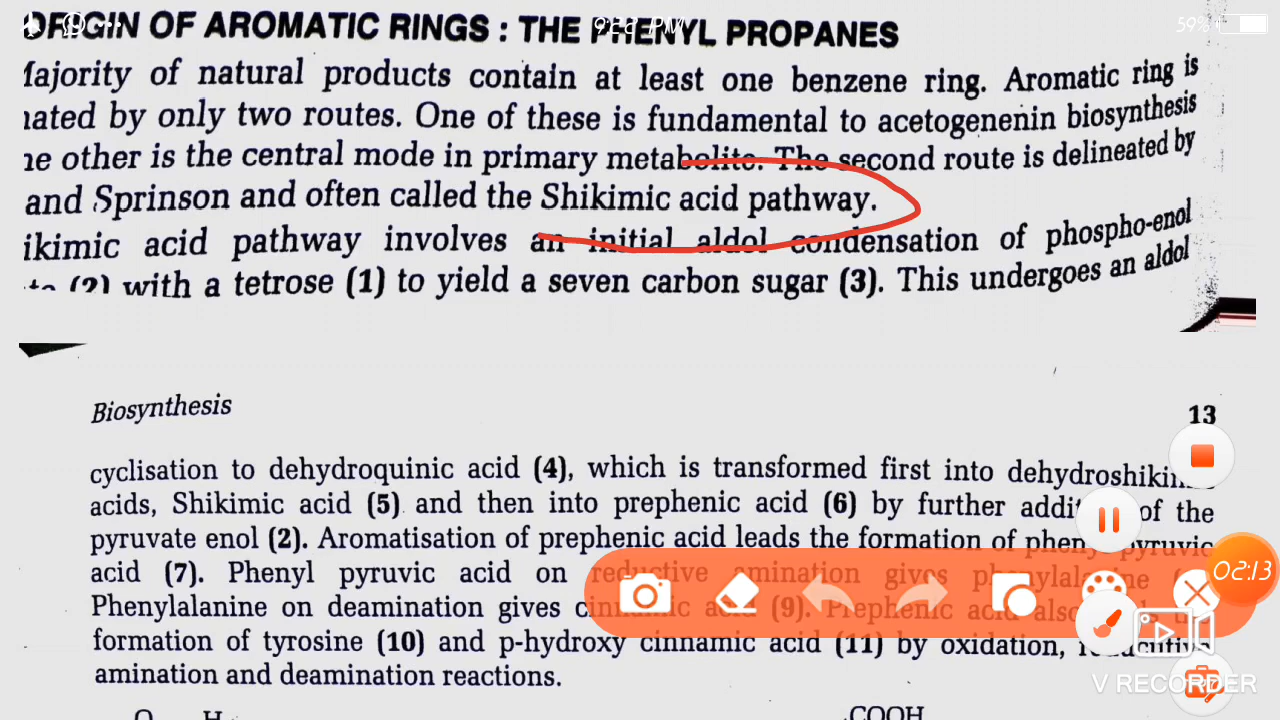 ORIGIN OF AROMATIC RINGS : THE PHENYL PROPANES
59%
Majority of natural products contain at least one benzene ring. Aromatic ring is
nated by only two routes. One of these is fundamental to acetogenenin biosynthesis
ne other is the central mode in primary metabolite. The second route is delineated by
and Sprinson and often called the Shikimic acid pathway.
ikimic acid pathway involves an initial aldol condensation of phospho-enol
(2) with a tetrose (1) to yield a seven carbon sugar (3). This undergoes an aldol
Biosynthesis
13
cyclisation to dehydroquinic acid (4), which is transformed first into
acids, Shikimic acid (5) and then into prephenic acid (6) by further of the
pyruvate enol (2). Aromatisation of prephenic acid leads the formation of
acid (7). Phenyl pyruvic acid on reductive amination gives
02:13
Phenylalanine on deamination gives cinnamic acid (9). Prephenic acid
formation of tyrosine (10) and p-hydroxy cinnamic acid (11) by oxidation,
amination and deamination reactions.
V RECORDER
O H
COOH